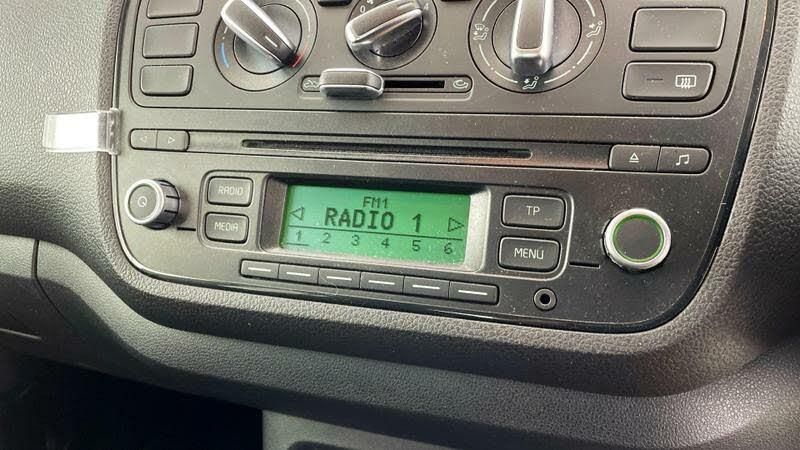 RADIO
MEDIA
FM1
RADIO 1
1 2 3 4 5 6
TP
MENU